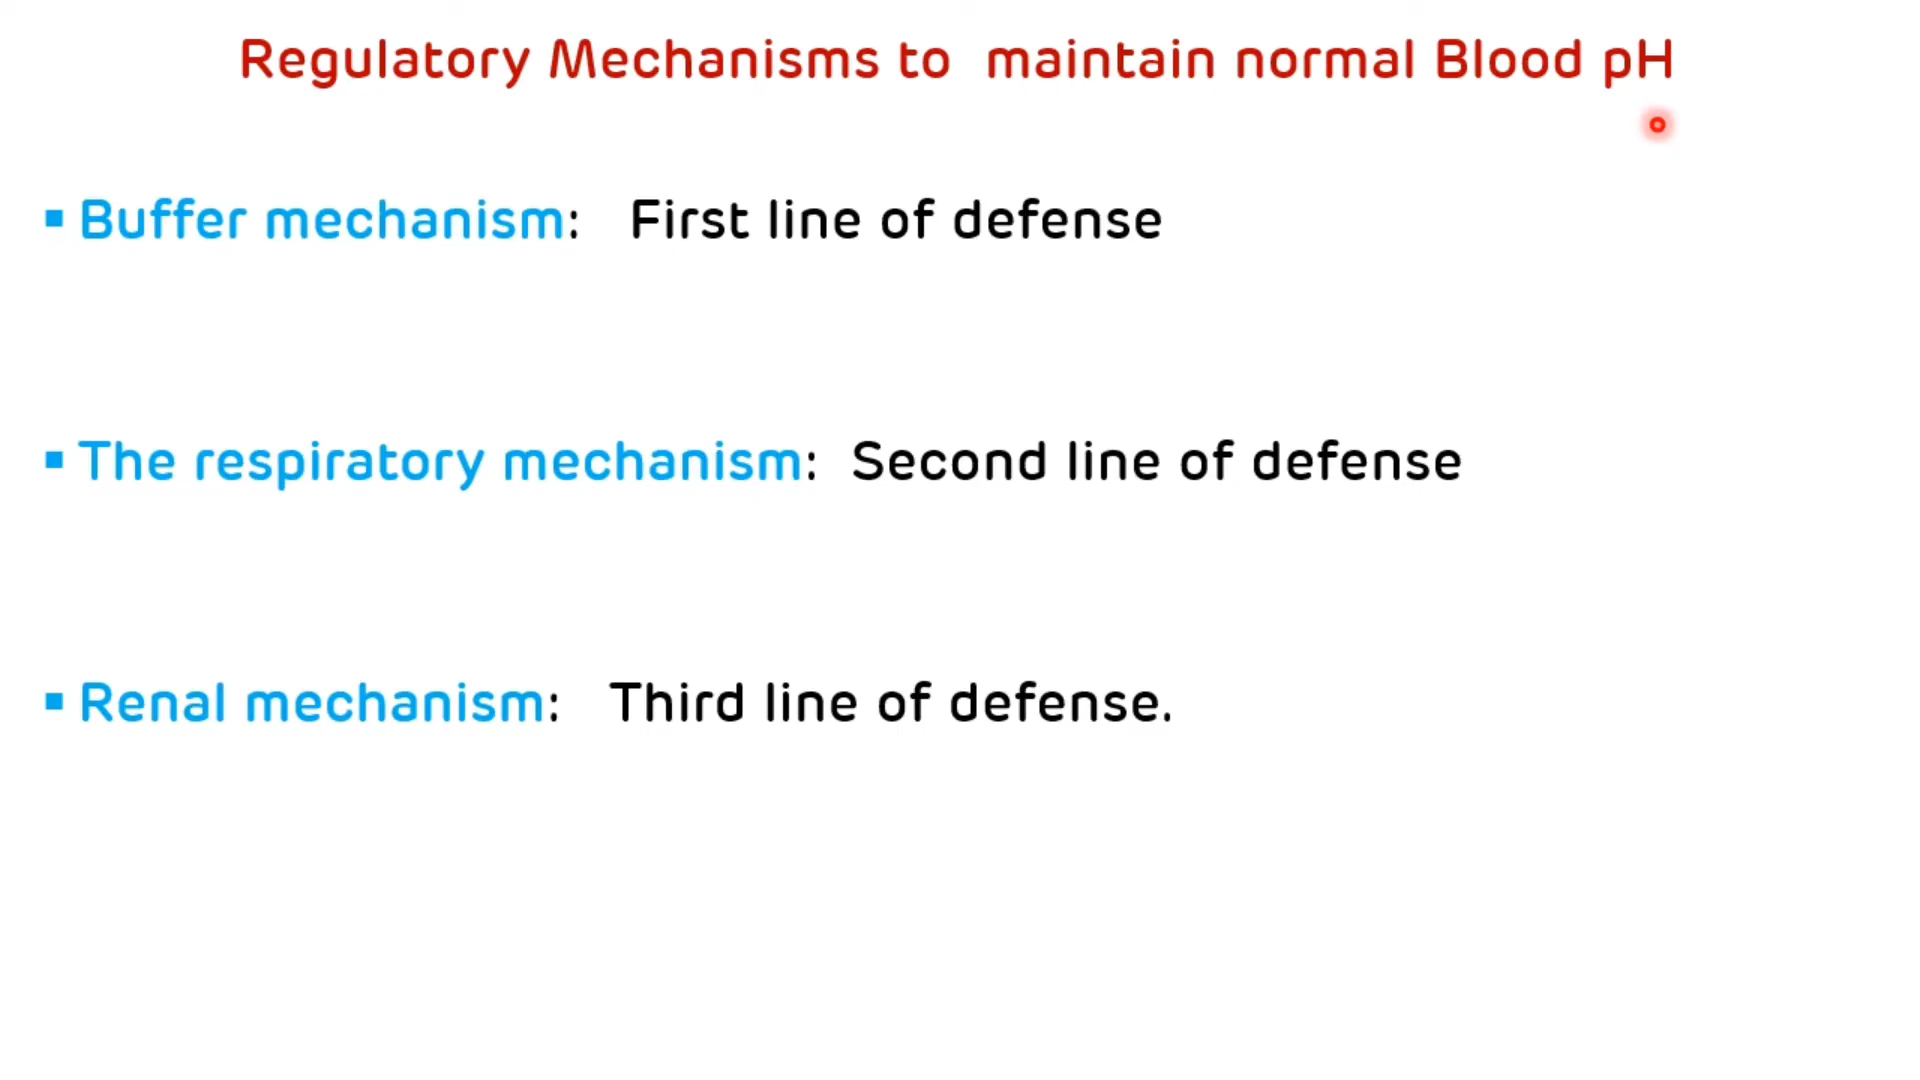 Regulatory Mechanisms to maintain normal Blood pH
▪ Buffer mechanism: First line of defense
▪ The respiratory mechanism: Second line of defense
▪ Renal mechanism: Third line of defense.